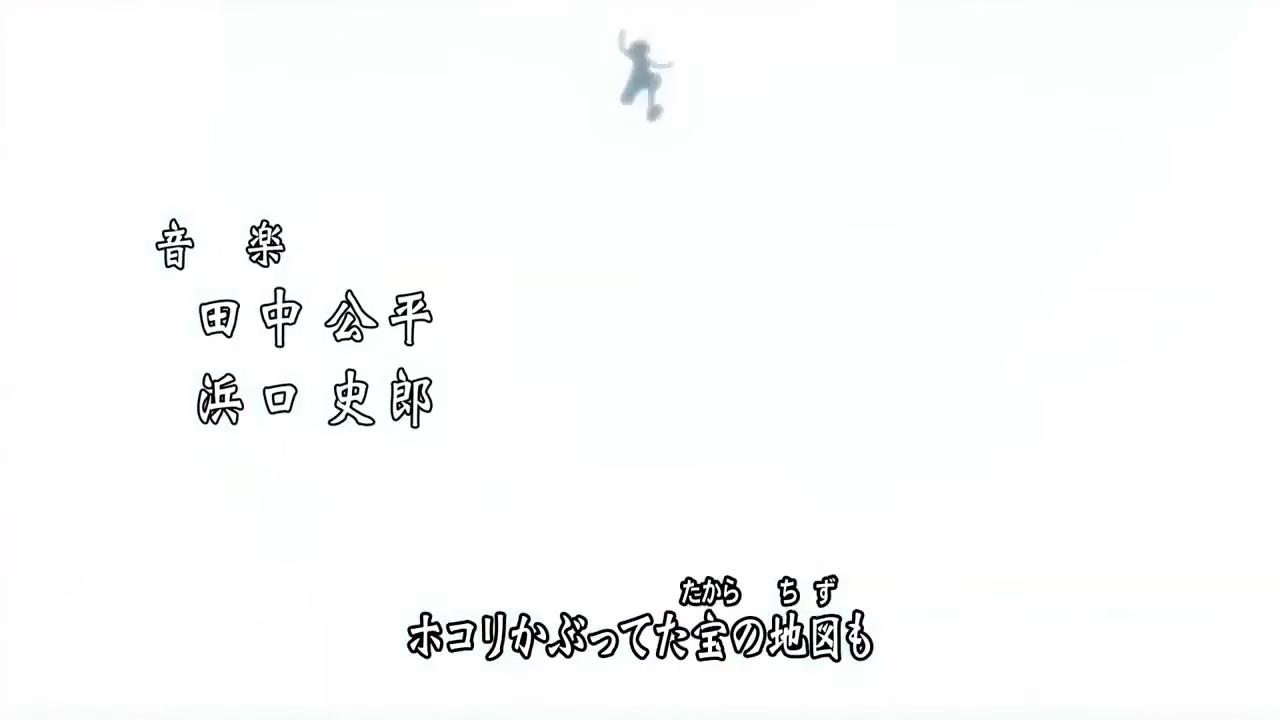 音 楽
田中 公平
浜口 史郎
たから ち ず
ホコリかぶってた宝の地図も